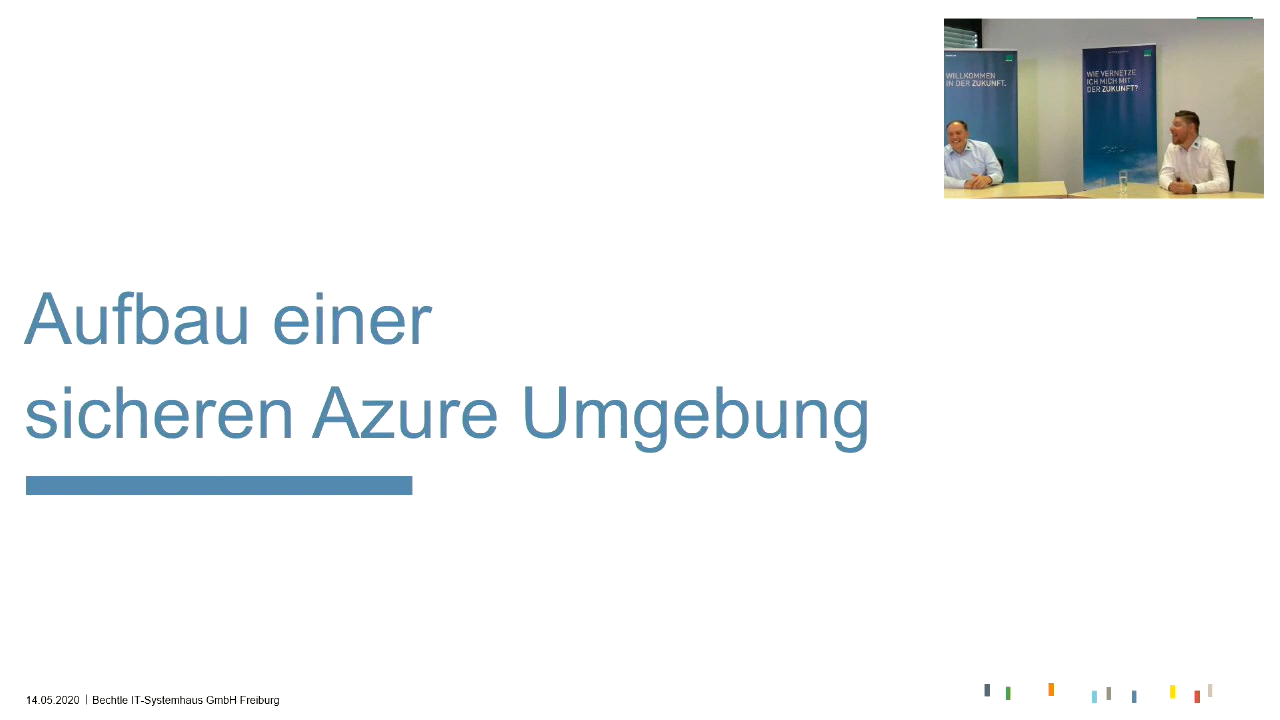 WILLKOMMEN
IN DER ZUKUNFT.
WIE VERNETZE
ICH MICH MIT
DER ZUKUNFT?
Aufbau einer
sicheren Azure Umgebung
14.05.2020 | Bechtle IT-Systemhaus GmbH Freiburg